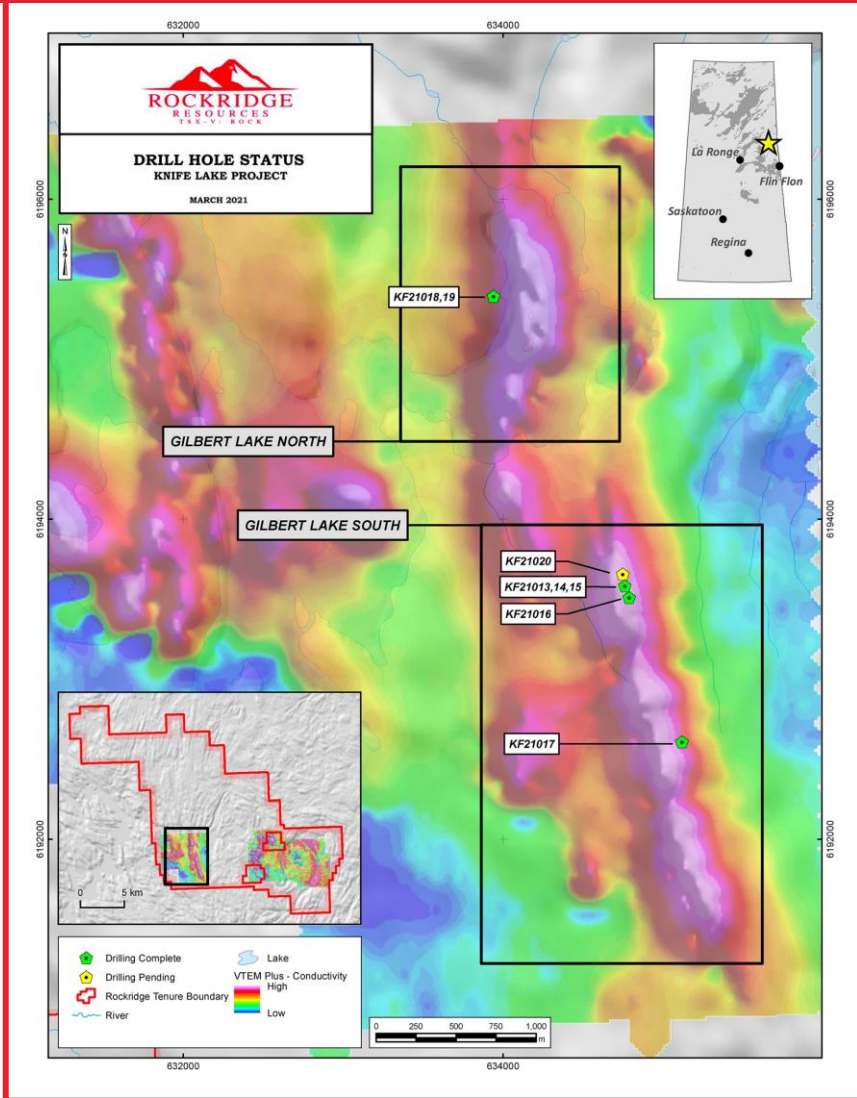 632000
634000
ROCKRIDGE
RESOURCES
TSX-V: ROCK
DRILL HOLE STATUS
KNIFE LAKE PROJECT
MARCH 2021
La Ronge
Flin Flon
Saskatoon
Regina
6196000
6196000
N
KF21018,19
GILBERT LAKE NORTH
6194000
6194000
GILBERT LAKE SOUTH
KF21020
KF21013,14,15
KF21016
KF21017
6192000
6192000
0 5 km
Drilling Complete
Drilling Pending
Rockridge Tenure Boundary
River
Lake
VTEM Plus - Conductivity
High
Low
0 250 500 750 1,000
m
632000
634000